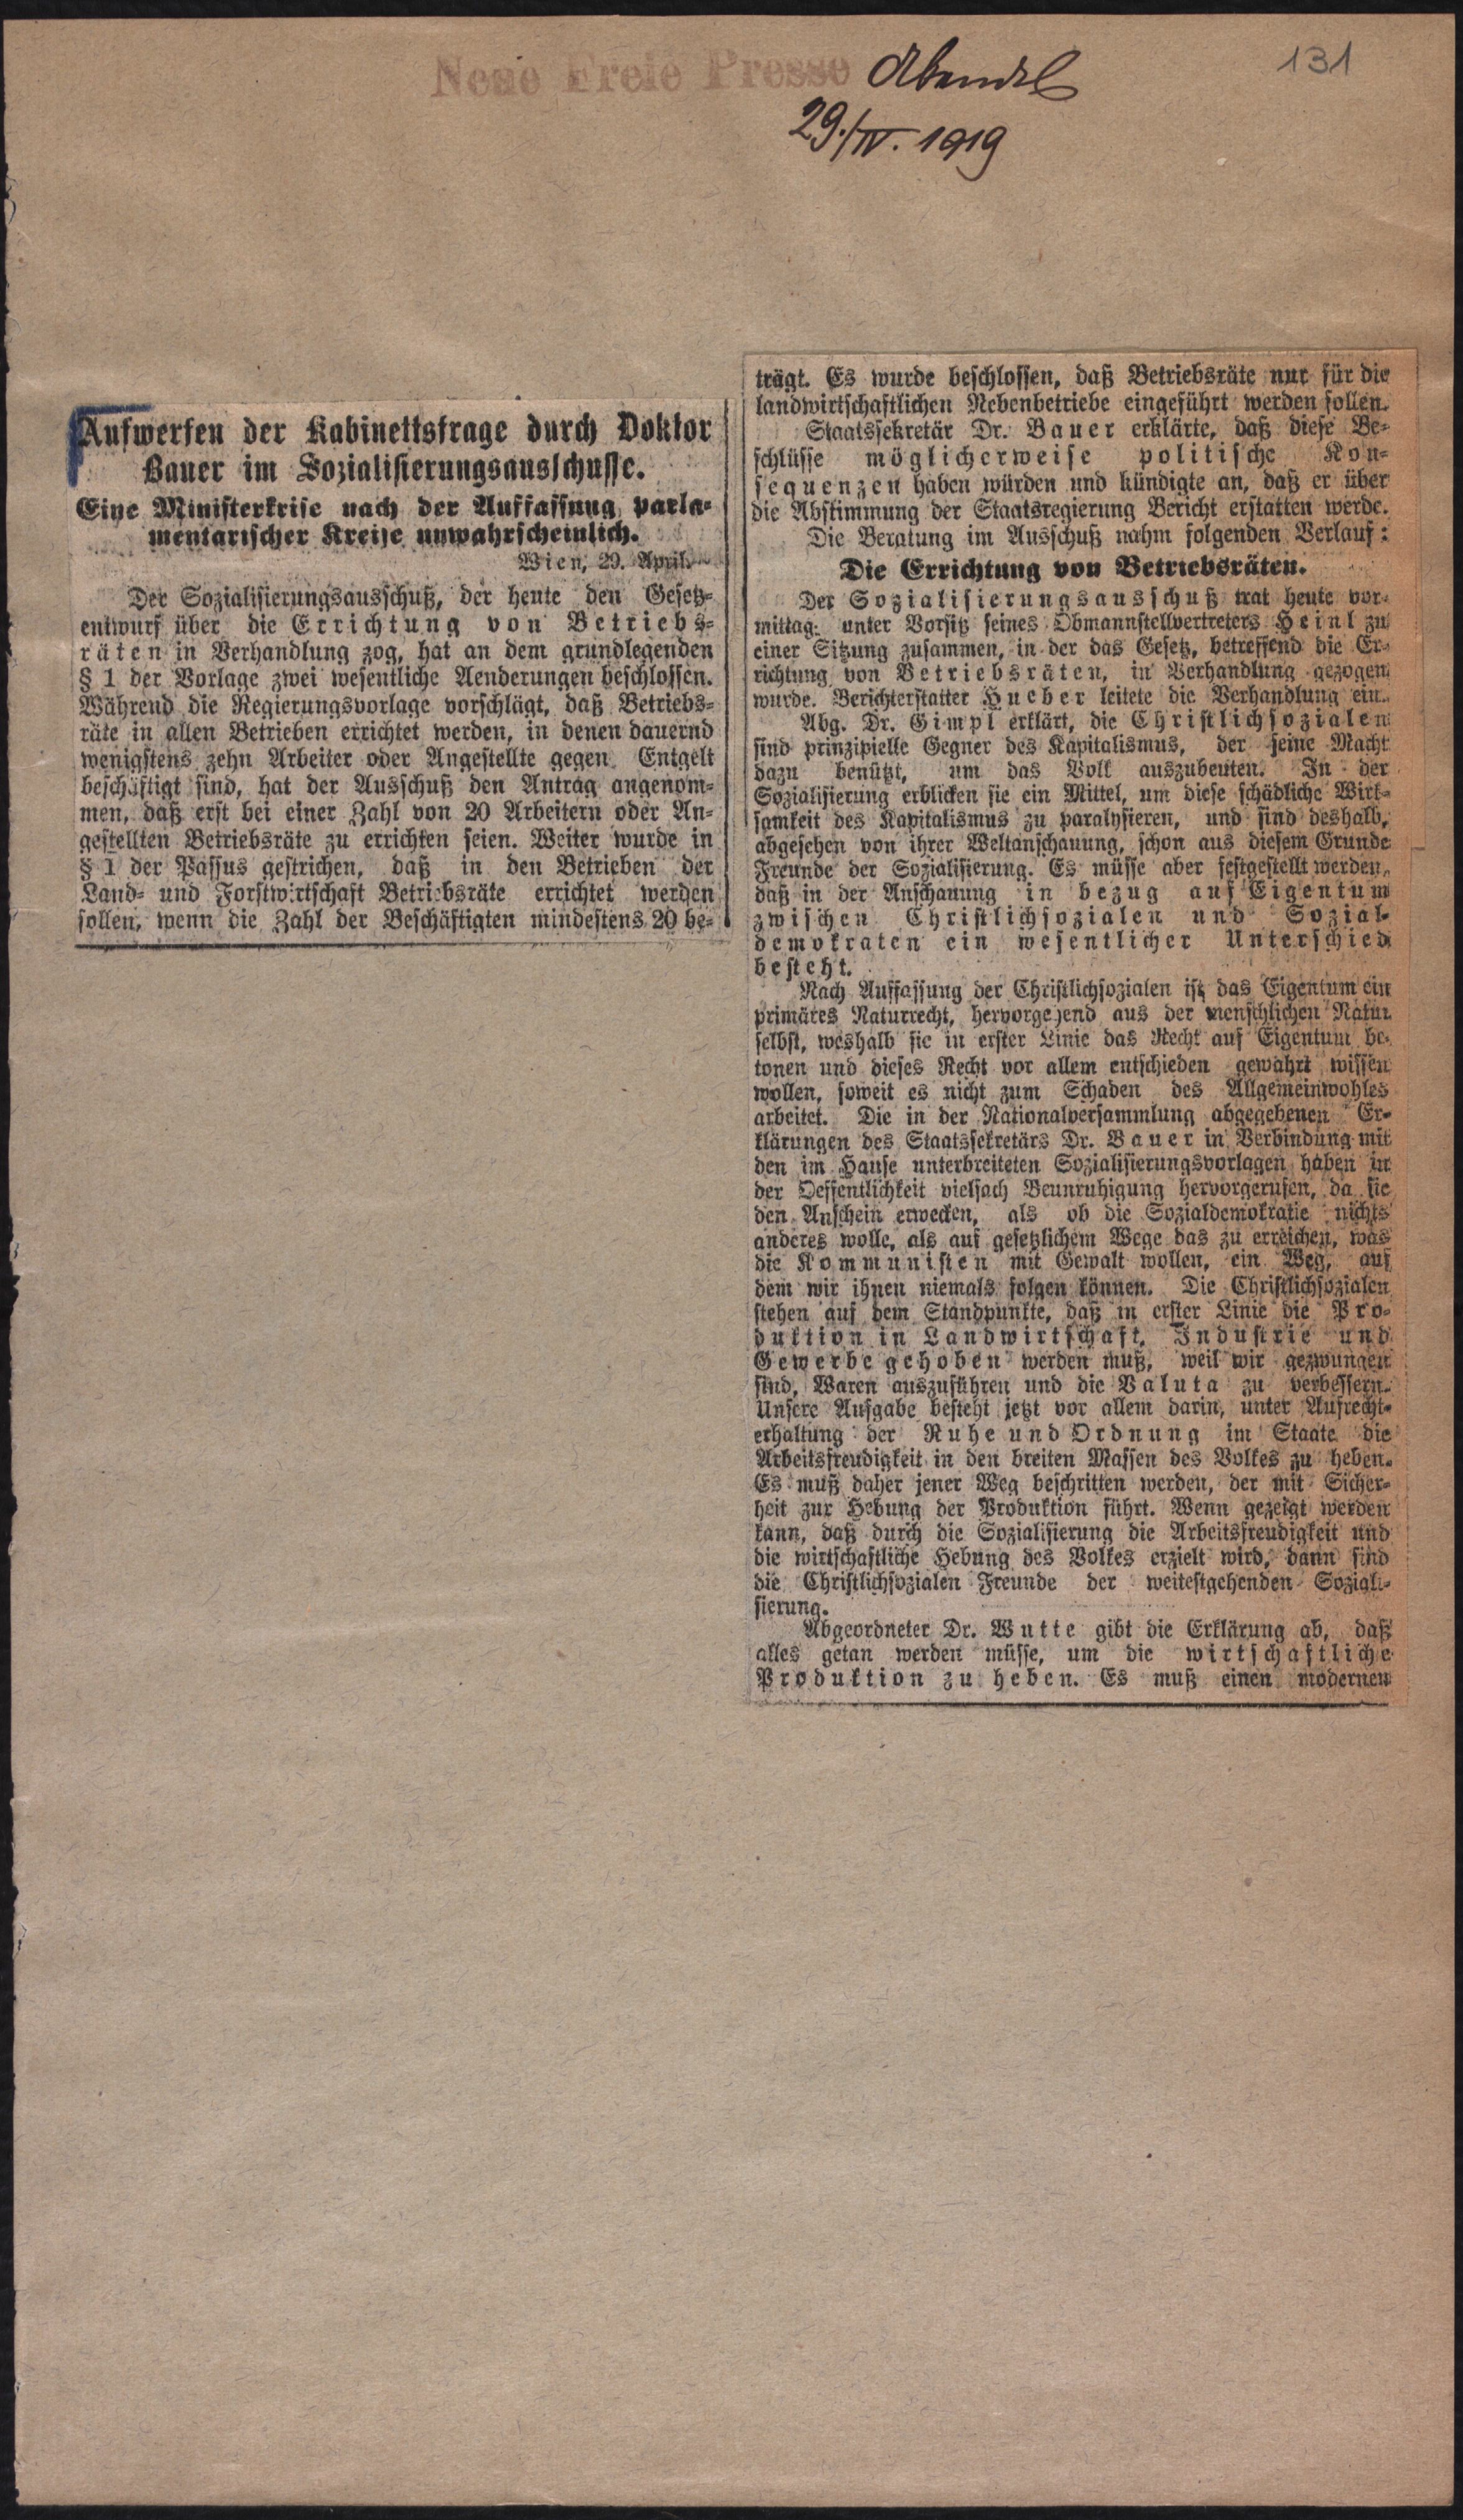 Neue Freie Presse Abendbl
131
29./IV. 1919
Aufwerfen der Kabinettsfrage durch Doktor
Bauer im Sozialisierungsausschusse.
Eine Ministerkrise nach der Auffassung parla-
mentarischer Kreise unwahrscheinlich.
Wien, 29. April.
Der Sozialisierungsausschuß, der heute den Gesetz-
entwurf über die Errichtung von Betriebs-
räten in Verhandlung zog, hat an dem grundlegenden
§ 1 der Vorlage zwei wesentliche Aenderungen beschlossen.
Während die Regierungsvorlage vorschlägt, daß Betriebs-
räte in allen Betrieben errichtet werden, in denen dauernd
wenigstens zehn Arbeiter oder Angestellte gegen Entgelt
beschäftigt sind, hat der Ausschuß den Antrag angenom-
men, daß erst bei einer Zahl von 20 Arbeitern oder An-
gestellten Betriebsräte zu errichten seien. Weiter wurde in
§ 1 der Passus gestrichen, daß in den Betrieben der
Land- und Forstwirtschaft Betriebsräte errichtet werden
sollen, wenn die Zahl der Beschäftigten mindestens 20 be-
trägt. Es wurde beschlossen, daß Betriebsräte nur für die
landwirtschaftlichen Nebenbetriebe eingeführt werden sollen.
Staatssekretär Dr. Bauer erklärte, daß diese Be-
schlüsse möglicherweise politische Kon-
sequenzen haben würden und kündigte an, daß er über
die Abstimmung der Staatsregierung Bericht erstatten werde.
Die Beratung im Ausschuß nahm folgenden Verlauf:
Die Errichtung von Betriebsräten.
Der Sozialisierungsausschuß trat heute vor-
mittag unter Vorsitz seines Obmannstellvertreters Heinl zu
einer Sitzung zusammen, in der das Gesetz, betreffend die Er-
richtung von Betriebsräten, in Verhandlung gezogen
wurde. Berichterstatter Hueber leitete die Verhandlung ein.
Abg. Dr. Gimpl erklärt, die Christlichsozialen
sind prinzipielle Gegner des Kapitalismus, der seine Macht
dazu benützt, um das Volk auszubeuten. In der
Sozialisierung erblicken sie ein Mittel, um diese schädliche Wirk-
samkeit des Kapitalismus zu paralysieren, und sind deshalb,
abgesehen von ihrer Weltanschauung, schon aus diesem Grunde
Freunde der Sozialisierung. Es müsse aber festgestellt werden,
daß in der Anschauung in bezug auf Eigentum
zwischen Christlichsozialen und Sozial-
demokraten ein wesentlicher Unterschied
besteht.
Nach Auffassung der Christlichsozialen ist das Eigentum ein
primäres Naturrecht, hervorgehend aus der menschlichen Natur
selbst, weshalb sie in erster Linie das Recht auf Eigentum be-
tonen und dieses Recht vor allem entschieden gewahrt wissen
wollen, soweit es nicht zum Schaden des Allgemeinwohles
arbeitet. Die in der Nationalversammlung abgegebenen Er-
klärungen des Staatssekretärs Dr. Bauer in Verbindung mit
den im Hause unterbreiteten Sozialisierungsvorlagen haben in
der Oeffentlichkeit vielfach Beunruhigung hervorgerufen, da sie
den Anschein erwecken, als ob die Sozialdemokratie nichts
anderes wolle, als auf gesetzlichem Wege das zu erreichen, was
die Kommunisten mit Gewalt wollen, ein Weg, auf
dem wir ihnen niemals folgen können. Die Christlichsozialen
stehen auf dem Standpunkte, daß in erster Linie die Pro-
duktion in Landwirtschaft, Industrie und
Gewerbe gehoben werden muß, weil wir gezwungen
sind, Waren auszuführen und die Valuta zu verbessern.
Unsere Aufgabe besteht jetzt vor allem darin, unter Aufrecht-
erhaltung der Ruhe und Ordnung im Staate die
Arbeitsfreudigkeit in den breiten Massen des Volkes zu heben.
Es muß daher jener Weg beschritten werden, der mit Sicher-
heit zur Hebung der Produktion führt. Wenn gezeigt werden
kann, daß durch die Sozialisierung die Arbeitsfreudigkeit und
die wirtschaftliche Hebung des Volkes erzielt wird, dann sind
die Christlichsozialen Freunde der weitestgehenden Soziali-
sierung.
Abgeordneter Dr. Wutte gibt die Erklärung ab, daß
alles getan werden müsse, um die wirtschaftliche
Produktion zu heben. Es muß einen modernen